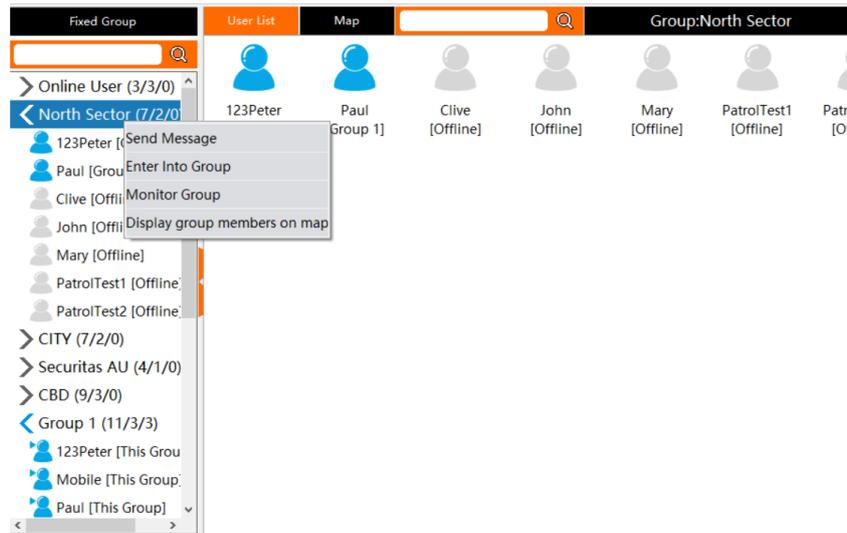 Fixed Group
User List
Map
Group:North Sector
Online User (3/3/0)
North Sector (7/2/0)
123Peter
Paul [Grou
Clive [Offli
John [Offli
Mary [Offline]
PatrolTest1 [Offline]
PatrolTest2 [Offline]
CITY (7/2/0)
Securitas AU (4/1/0)
CBD (9/3/0)
Group 1 (11/3/3)
123Peter [This Grou
Mobile [This Group]
Paul [This Group]
Send Message
Enter Into Group
Monitor Group
Display group members on map
123Peter
Paul
Group 1]
Clive
[Offline]
John
[Offline]
Mary
[Offline]
PatrolTest1
[Offline]
Patr
[O